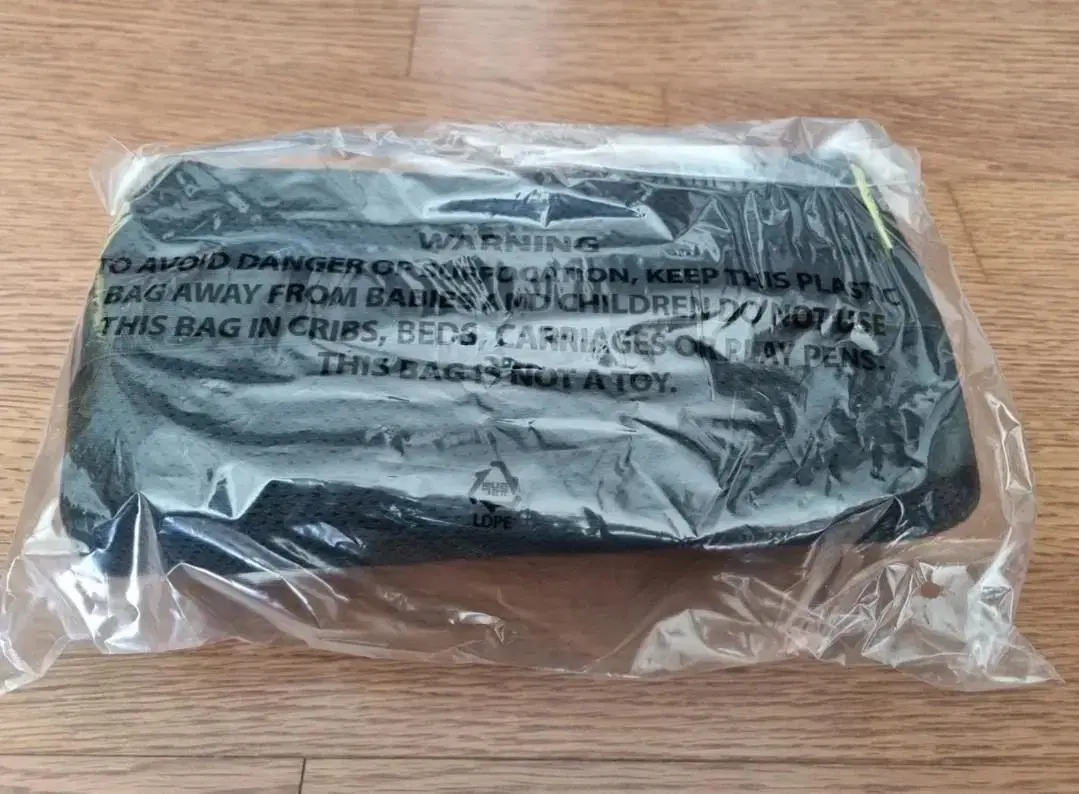 WARNING
TO AVOID DANGER OF SUFFOCATION, KEEP THIS PLASTIC
BAG AWAY FROM BABIES AND CHILDREN DO NOT USE
THIS BAG IN CRIBS, BEDS, CARRIAGES OR PLAY PENS.
THIS BAG IS NOT A TOY.
LDPE